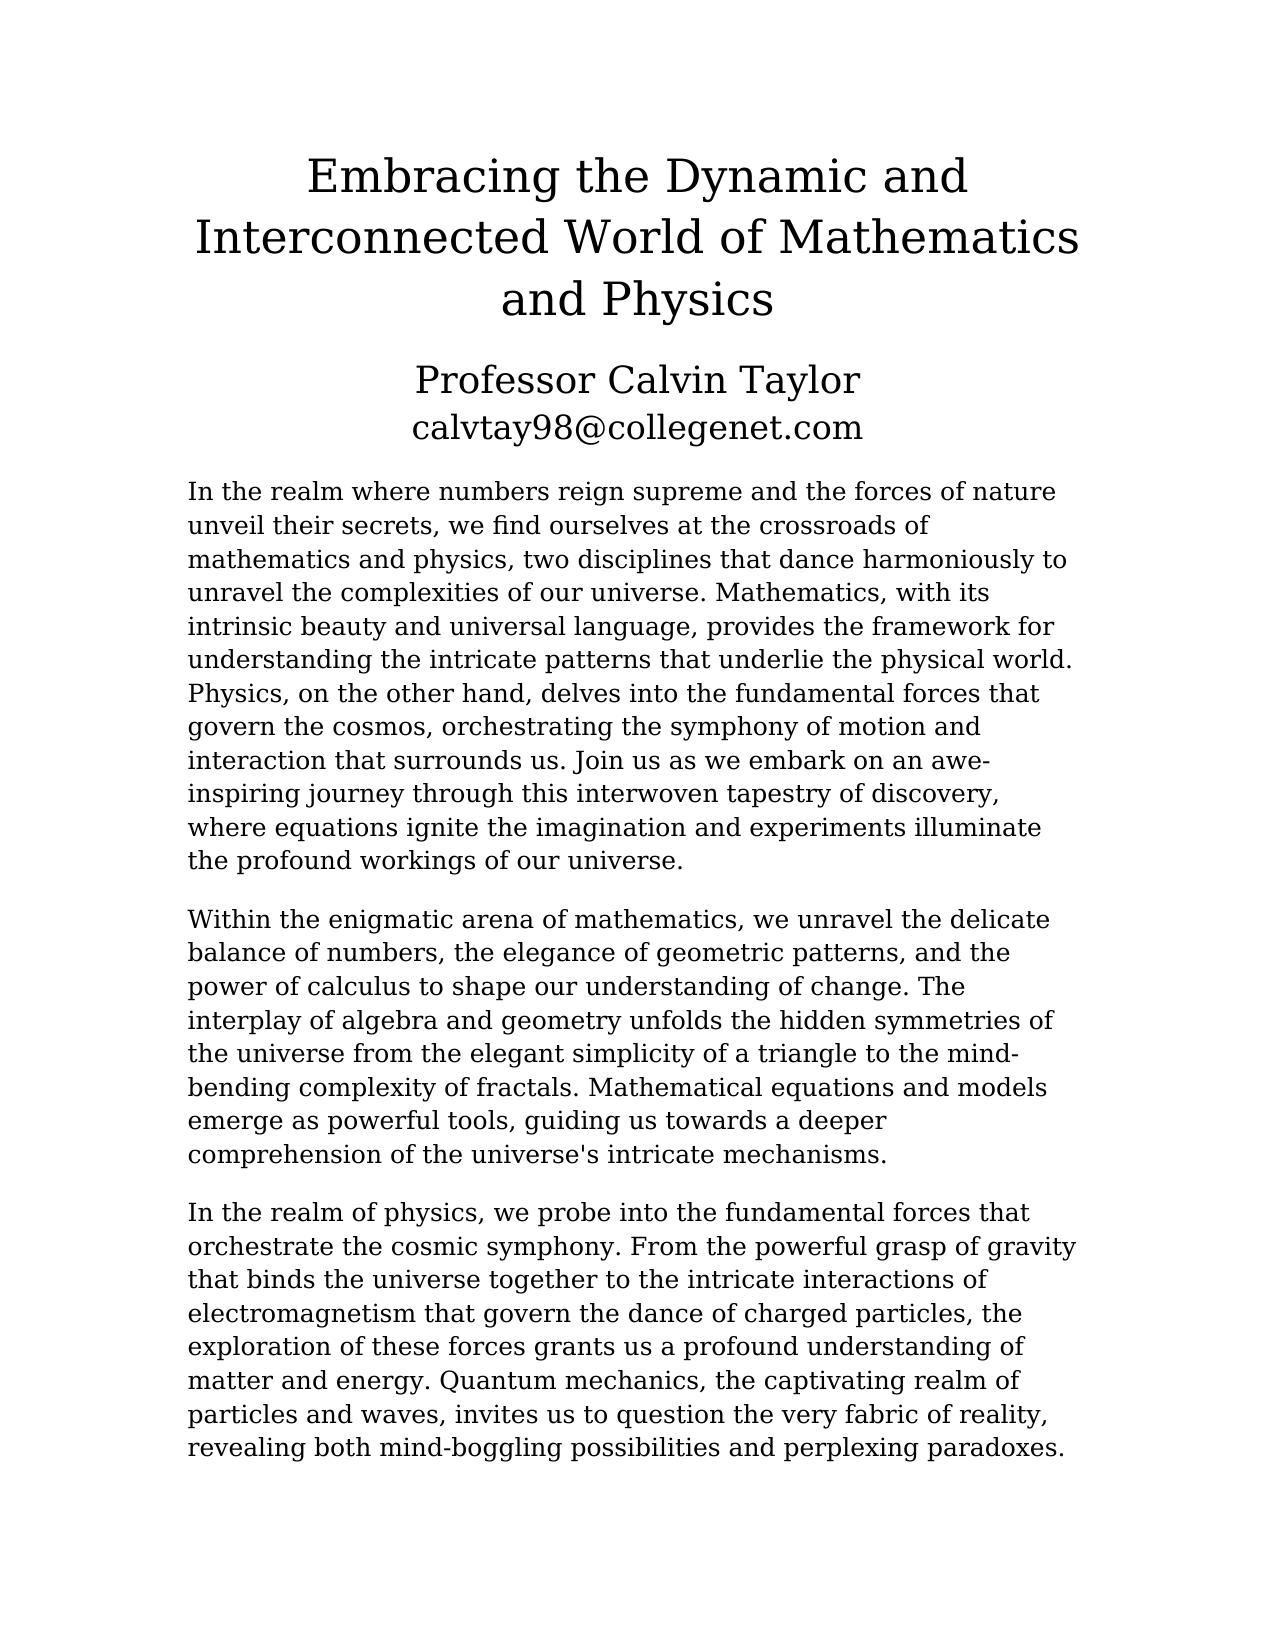 Embracing the Dynamic and
Interconnected World of Mathematics
and Physics
Professor Calvin Taylor
calvtay98@collegenet.com
In the realm where numbers reign supreme and the forces of nature
unveil their secrets, we find ourselves at the crossroads of
mathematics and physics, two disciplines that dance harmoniously to
unravel the complexities of our universe. Mathematics, with its
intrinsic beauty and universal language, provides the framework for
understanding the intricate patterns that underlie the physical world.
Physics, on the other hand, delves into the fundamental forces that
govern the cosmos, orchestrating the symphony of motion and
interaction that surrounds us. Join us as we embark on an awe-
inspiring journey through this interwoven tapestry of discovery,
where equations ignite the imagination and experiments illuminate
the profound workings of our universe.
Within the enigmatic arena of mathematics, we unravel the delicate
balance of numbers, the elegance of geometric patterns, and the
power of calculus to shape our understanding of change. The
interplay of algebra and geometry unfolds the hidden symmetries of
the universe from the elegant simplicity of a triangle to the mind-
bending complexity of fractals. Mathematical equations and models
emerge as powerful tools, guiding us towards a deeper
comprehension of the universe's intricate mechanisms.
In the realm of physics, we probe into the fundamental forces that
orchestrate the cosmic symphony. From the powerful grasp of gravity
that binds the universe together to the intricate interactions of
electromagnetism that govern the dance of charged particles, the
exploration of these forces grants us a profound understanding of
matter and energy. Quantum mechanics, the captivating realm of
particles and waves, invites us to question the very fabric of reality,
revealing both mind-boggling possibilities and perplexing paradoxes.